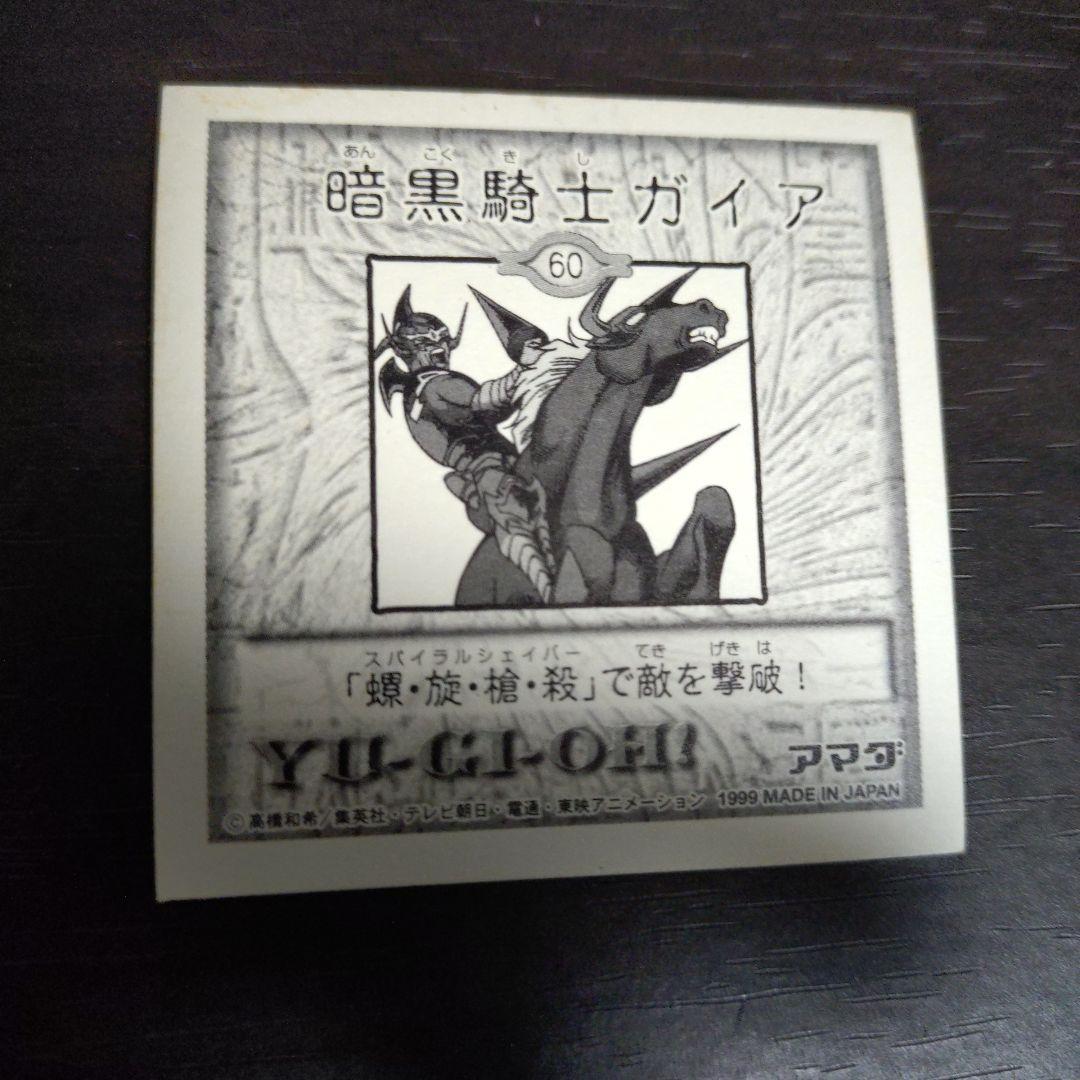 あんこくきし
暗黒騎士ガイア
60
スパイラルシェイバー てき げきは
「螺・旋・槍・殺」で敵を撃破!
YU-GI-OH!
アマダ
©高橋和希/集英社・テレビ朝日・電通・東映アニメーション 1999 MADE IN JAPAN